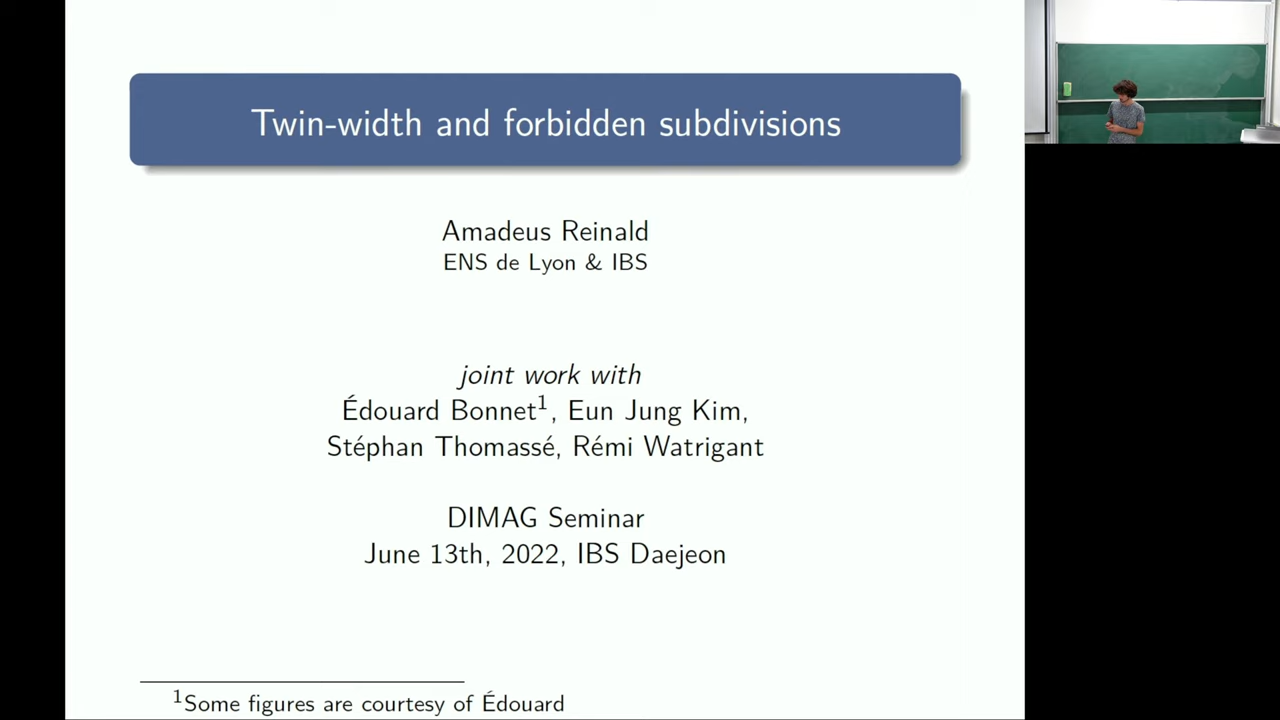 Twin-width and forbidden subdivisions
Amadeus Reinald
ENS de Lyon & IBS
joint work with
Édouard Bonnet¹, Eun Jung Kim,
Stéphan Thomassé, Rémi Watrigant
DIMAG Seminar
June 13th, 2022, IBS Daejeon
¹Some figures are courtesy of Édouard